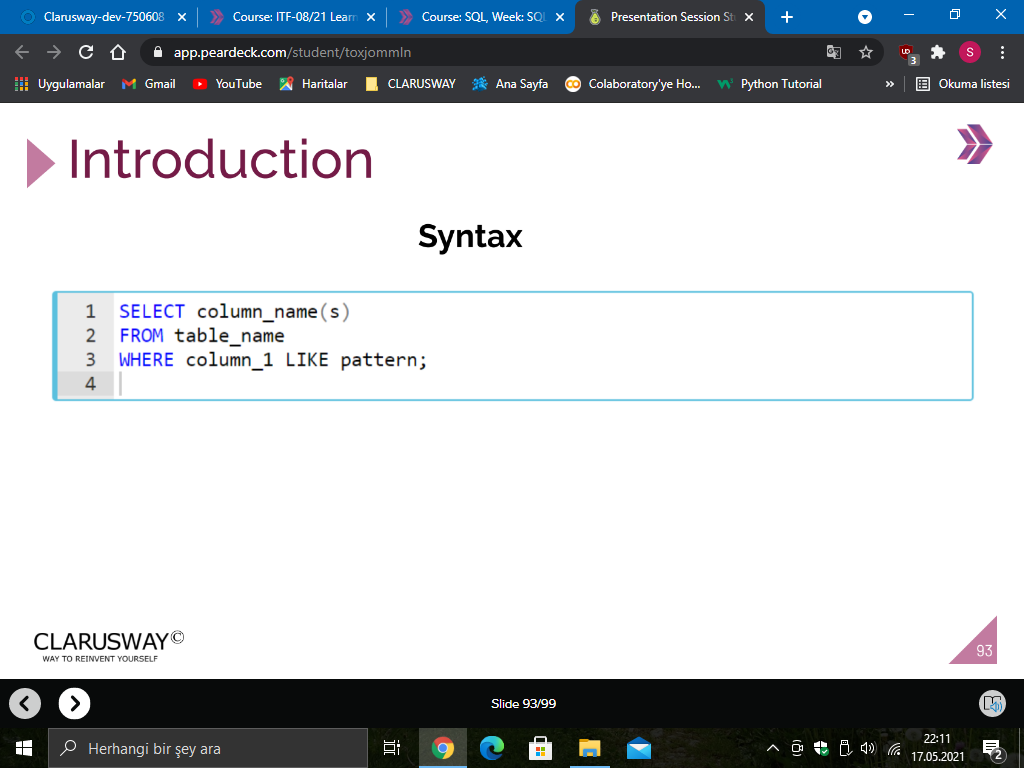 Clarusway-dev-750608
Course: ITF-08/21 Learn
Course: SQL, Week: SQL
Presentation Session St
app.peardeck.com/student/toxjommln
UD
3
S
Uygulamalar
Gmail
YouTube
Haritalar
CLARUSWAY
Ana Sayfa
Colaboratory'ye Ho...
Python Tutorial
»
Okuma listesi
Introduction
Syntax
1 SELECT column_name(s)
2 FROM table_name
3 WHERE column_1 LIKE pattern;
4
CLARUSWAY©
WAY TO REINVENT YOURSELF
93
Slide 93/99
Herhangi bir şey ara
22:11
17.05.2021
2